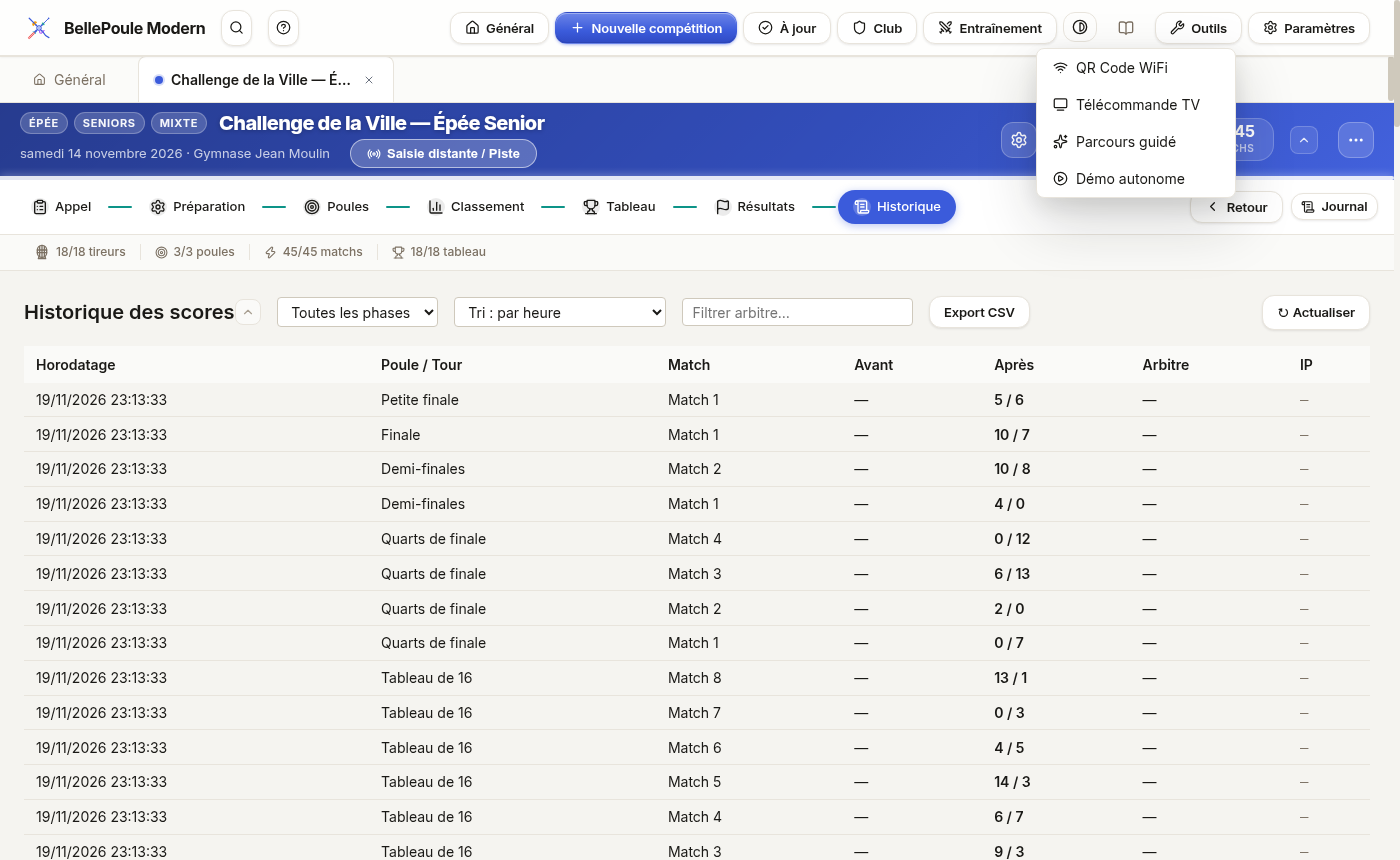 BellePoule Modern
Général
Nouvelle compétition
À jour
Club
Entraînement
Outils
Paramètres
Général
Challenge de la Ville — É...
QR Code WiFi
Télécommande TV
Parcours guidé
Démo autonome
ÉPÉE
SENIORS
MIXTE
Challenge de la Ville — Épée Senior
samedi 14 novembre 2026 · Gymnase Jean Moulin
Saisie distante / Piste
Appel
Préparation
Poules
Classement
Tableau
Résultats
Historique
Retour
Journal
18/18 tireurs
3/3 poules
45/45 matchs
18/18 tableau
Historique des scores
Toutes les phases
Tri : par heure
Filtrer arbitre...
Export CSV
↻ Actualiser
Horodatage Poule / Tour Match Avant Après Arbitre IP
19/11/2026 23:13:33 Petite finale Match 1 — 5 / 6 — –
19/11/2026 23:13:33 Finale Match 1 — 10 / 7 — –
19/11/2026 23:13:33 Demi-finales Match 2 — 10 / 8 — –
19/11/2026 23:13:33 Demi-finales Match 1 — 4 / 0 — –
19/11/2026 23:13:33 Quarts de finale Match 4 — 0 / 12 — –
19/11/2026 23:13:33 Quarts de finale Match 3 — 6 / 13 — –
19/11/2026 23:13:33 Quarts de finale Match 2 — 2 / 0 — –
19/11/2026 23:13:33 Quarts de finale Match 1 — 0 / 7 — –
19/11/2026 23:13:33 Tableau de 16 Match 8 — 13 / 1 — –
19/11/2026 23:13:33 Tableau de 16 Match 7 — 0 / 3 — –
19/11/2026 23:13:33 Tableau de 16 Match 6 — 4 / 5 — –
19/11/2026 23:13:33 Tableau de 16 Match 5 — 14 / 3 — –
19/11/2026 23:13:33 Tableau de 16 Match 4 — 6 / 7 — –
19/11/2026 23:13:33 Tableau de 16 Match 3 — 9 / 3 — –